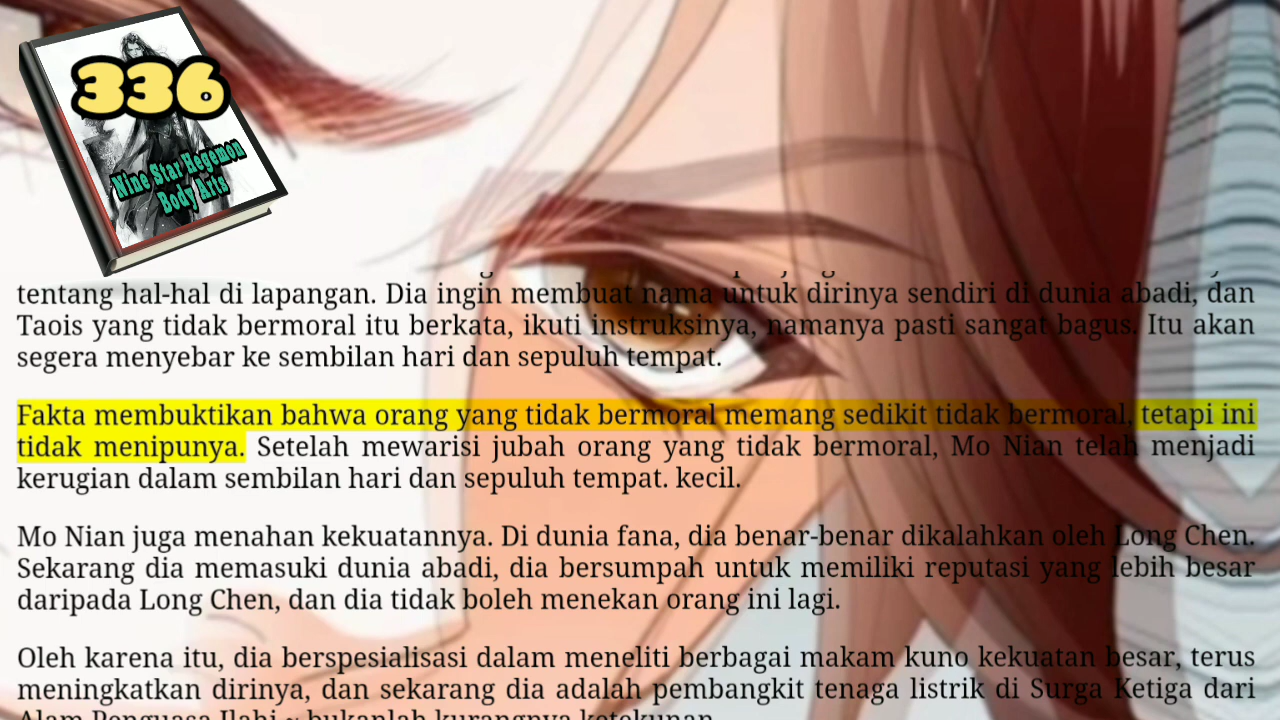 336
Nine Star Hegemon
Body Arts
tentang hal-hal di lapangan. Dia ingin membuat nama untuk dirinya sendiri di dunia abadi, dan
Taois yang tidak bermoral itu berkata, ikuti instruksinya, namanya pasti sangat bagus. Itu akan
segera menyebar ke sembilan hari dan sepuluh tempat.
Fakta membuktikan bahwa orang yang tidak bermoral memang sedikit tidak bermoral, tetapi ini
tidak menipunya. Setelah mewarisi jubah orang yang tidak bermoral, Mo Nian telah menjadi
kerugian dalam sembilan hari dan sepuluh tempat. kecil.
Mo Nian juga menahan kekuatannya. Di dunia fana, dia benar-benar dikalahkan oleh Long Chen.
Sekarang dia memasuki dunia abadi, dia bersumpah untuk memiliki reputasi yang lebih besar
daripada Long Chen, dan dia tidak boleh menekan orang ini lagi.
Oleh karena itu, dia berspesialisasi dalam meneliti berbagai makam kuno kekuatan besar, terus
meningkatkan dirinya, dan sekarang dia adalah pembangkit tenaga listrik di Surga Ketiga dari
Alam Penguasa Ilahi ~ bukanlah kurangnya ketekunan